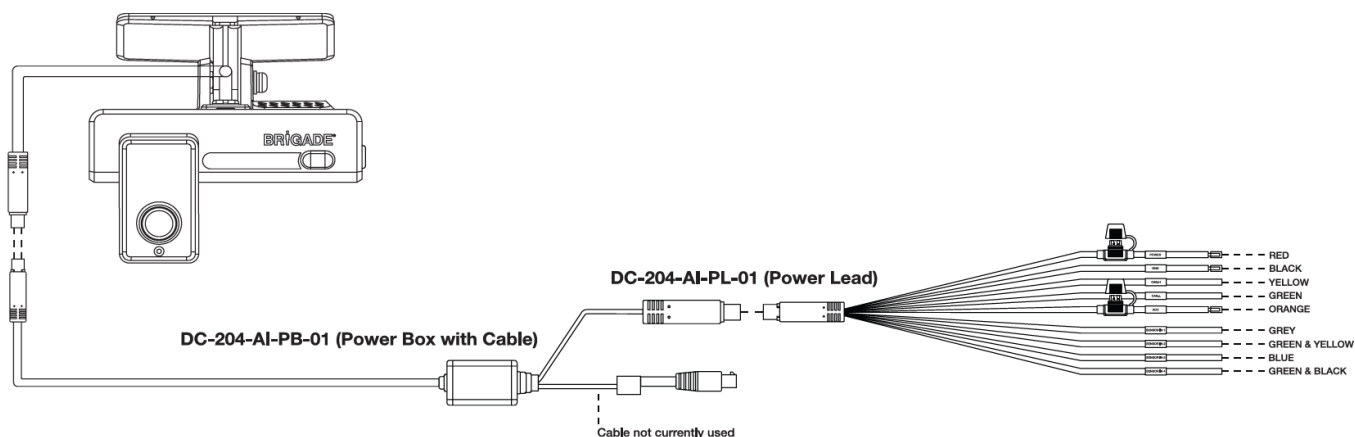 BRIGADE
DC-204-AI-PL-01 (Power Lead)
DC-204-AI-PB-01 (Power Box with Cable)
Cable not currently used
POWER
RED
BLACK
YELLOW
GREEN
ORANGE
GREY
GREEN & YELLOW
BLUE
GREEN & BLACK